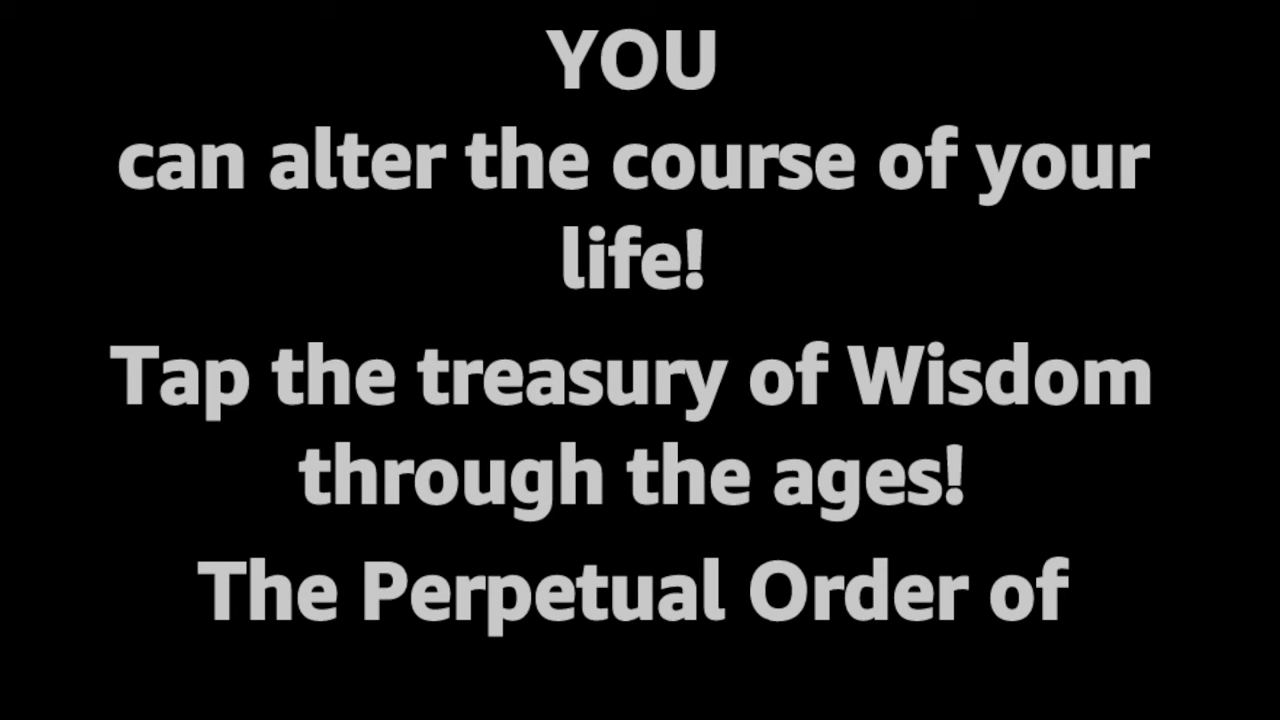 YOU
can alter the course of your
life!
Tap the treasury of Wisdom
through the ages!
The Perpetual Order of